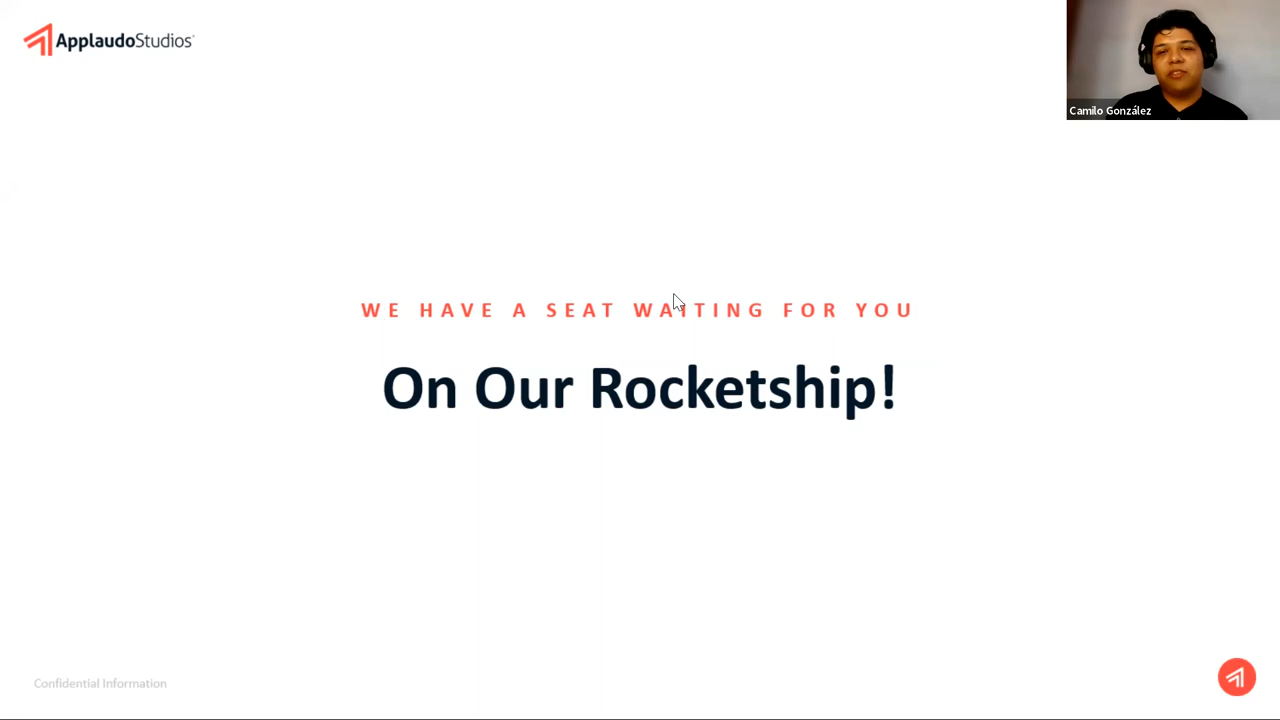 ApplaudoStudios
Camilo González
WE HAVE A SEAT WAITING FOR YOU
On Our Rocketship!
Confidential Information